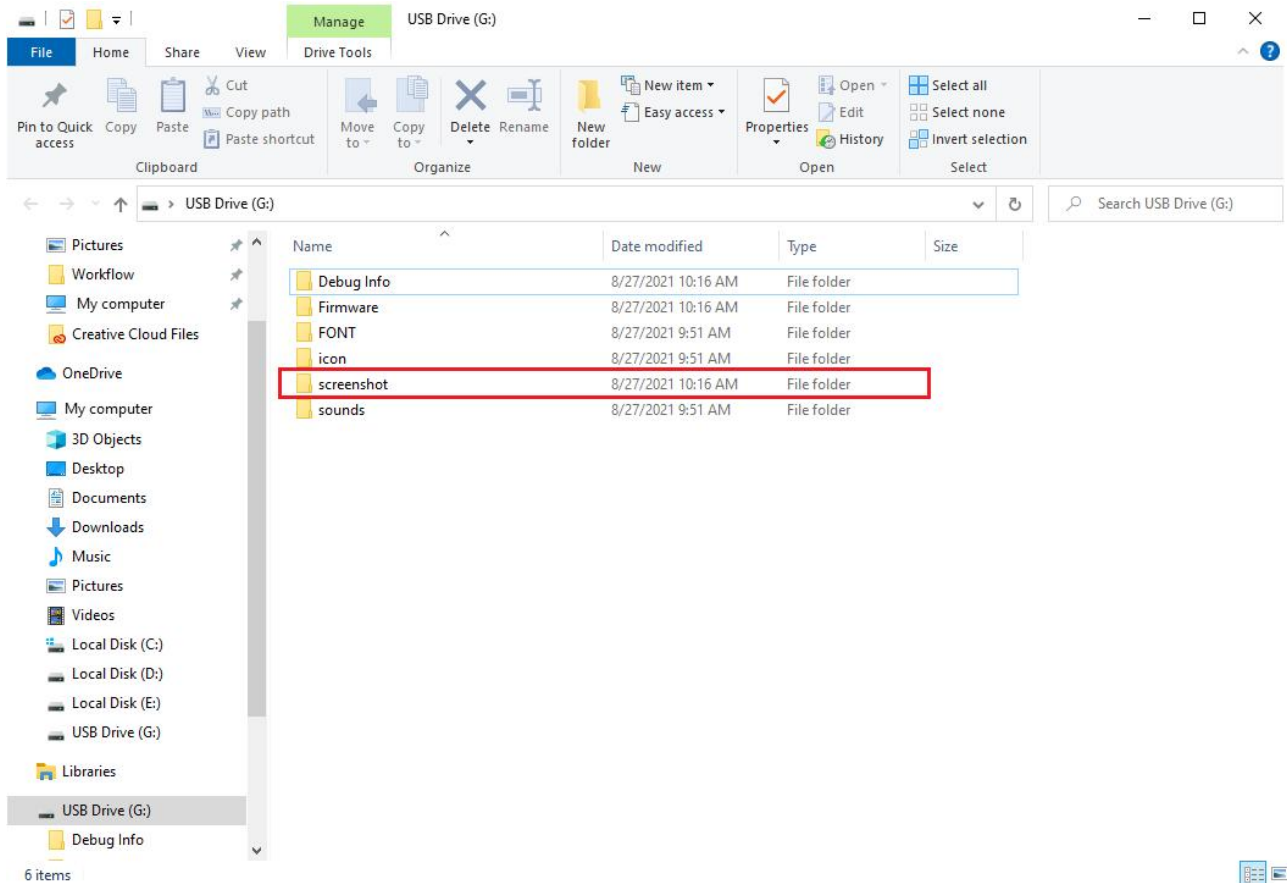 Manage USB Drive (G:)
File Home Share View Drive Tools
Pin to Quick access
Copy
Paste
Cut
Copy path
Paste shortcut
Clipboard
Move to
Copy to
Delete
Rename
Organize
New folder
New item
Easy access
New
Properties
Open
Edit
History
Open
Select all
Select none
Invert selection
Select
USB Drive (G:)
Search USB Drive (G:)
Pictures
Workflow
My computer
Creative Cloud Files
OneDrive
My computer
3D Objects
Desktop
Documents
Downloads
Music
Pictures
Videos
Local Disk (C:)
Local Disk (D:)
Local Disk (E:)
USB Drive (G:)
Libraries
USB Drive (G:)
Debug Info
Name Date modified Type Size
Debug Info 8/27/2021 10:16 AM File folder
Firmware 8/27/2021 10:16 AM File folder
FONT 8/27/2021 9:51 AM File folder
icon 8/27/2021 9:51 AM File folder
screenshot 8/27/2021 10:16 AM File folder
sounds 8/27/2021 9:51 AM File folder
6 items